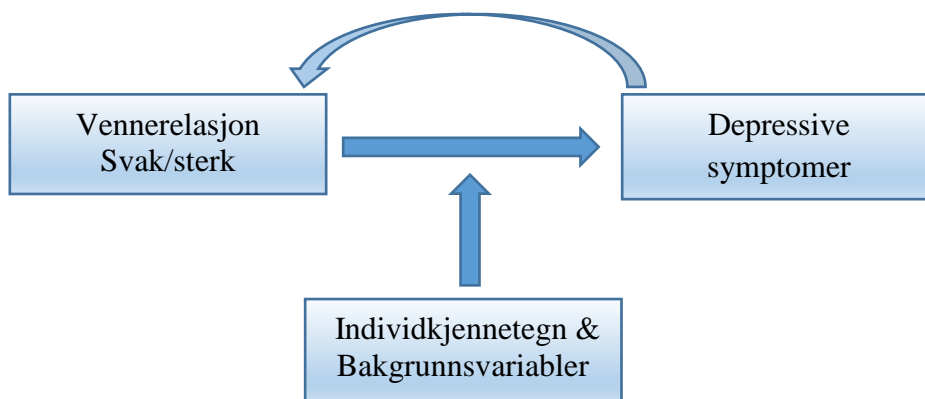 Vennerelasjon
Svak/sterk
Depressive
symptomer
Individkjennetegn &
Bakgrunnsvariabler